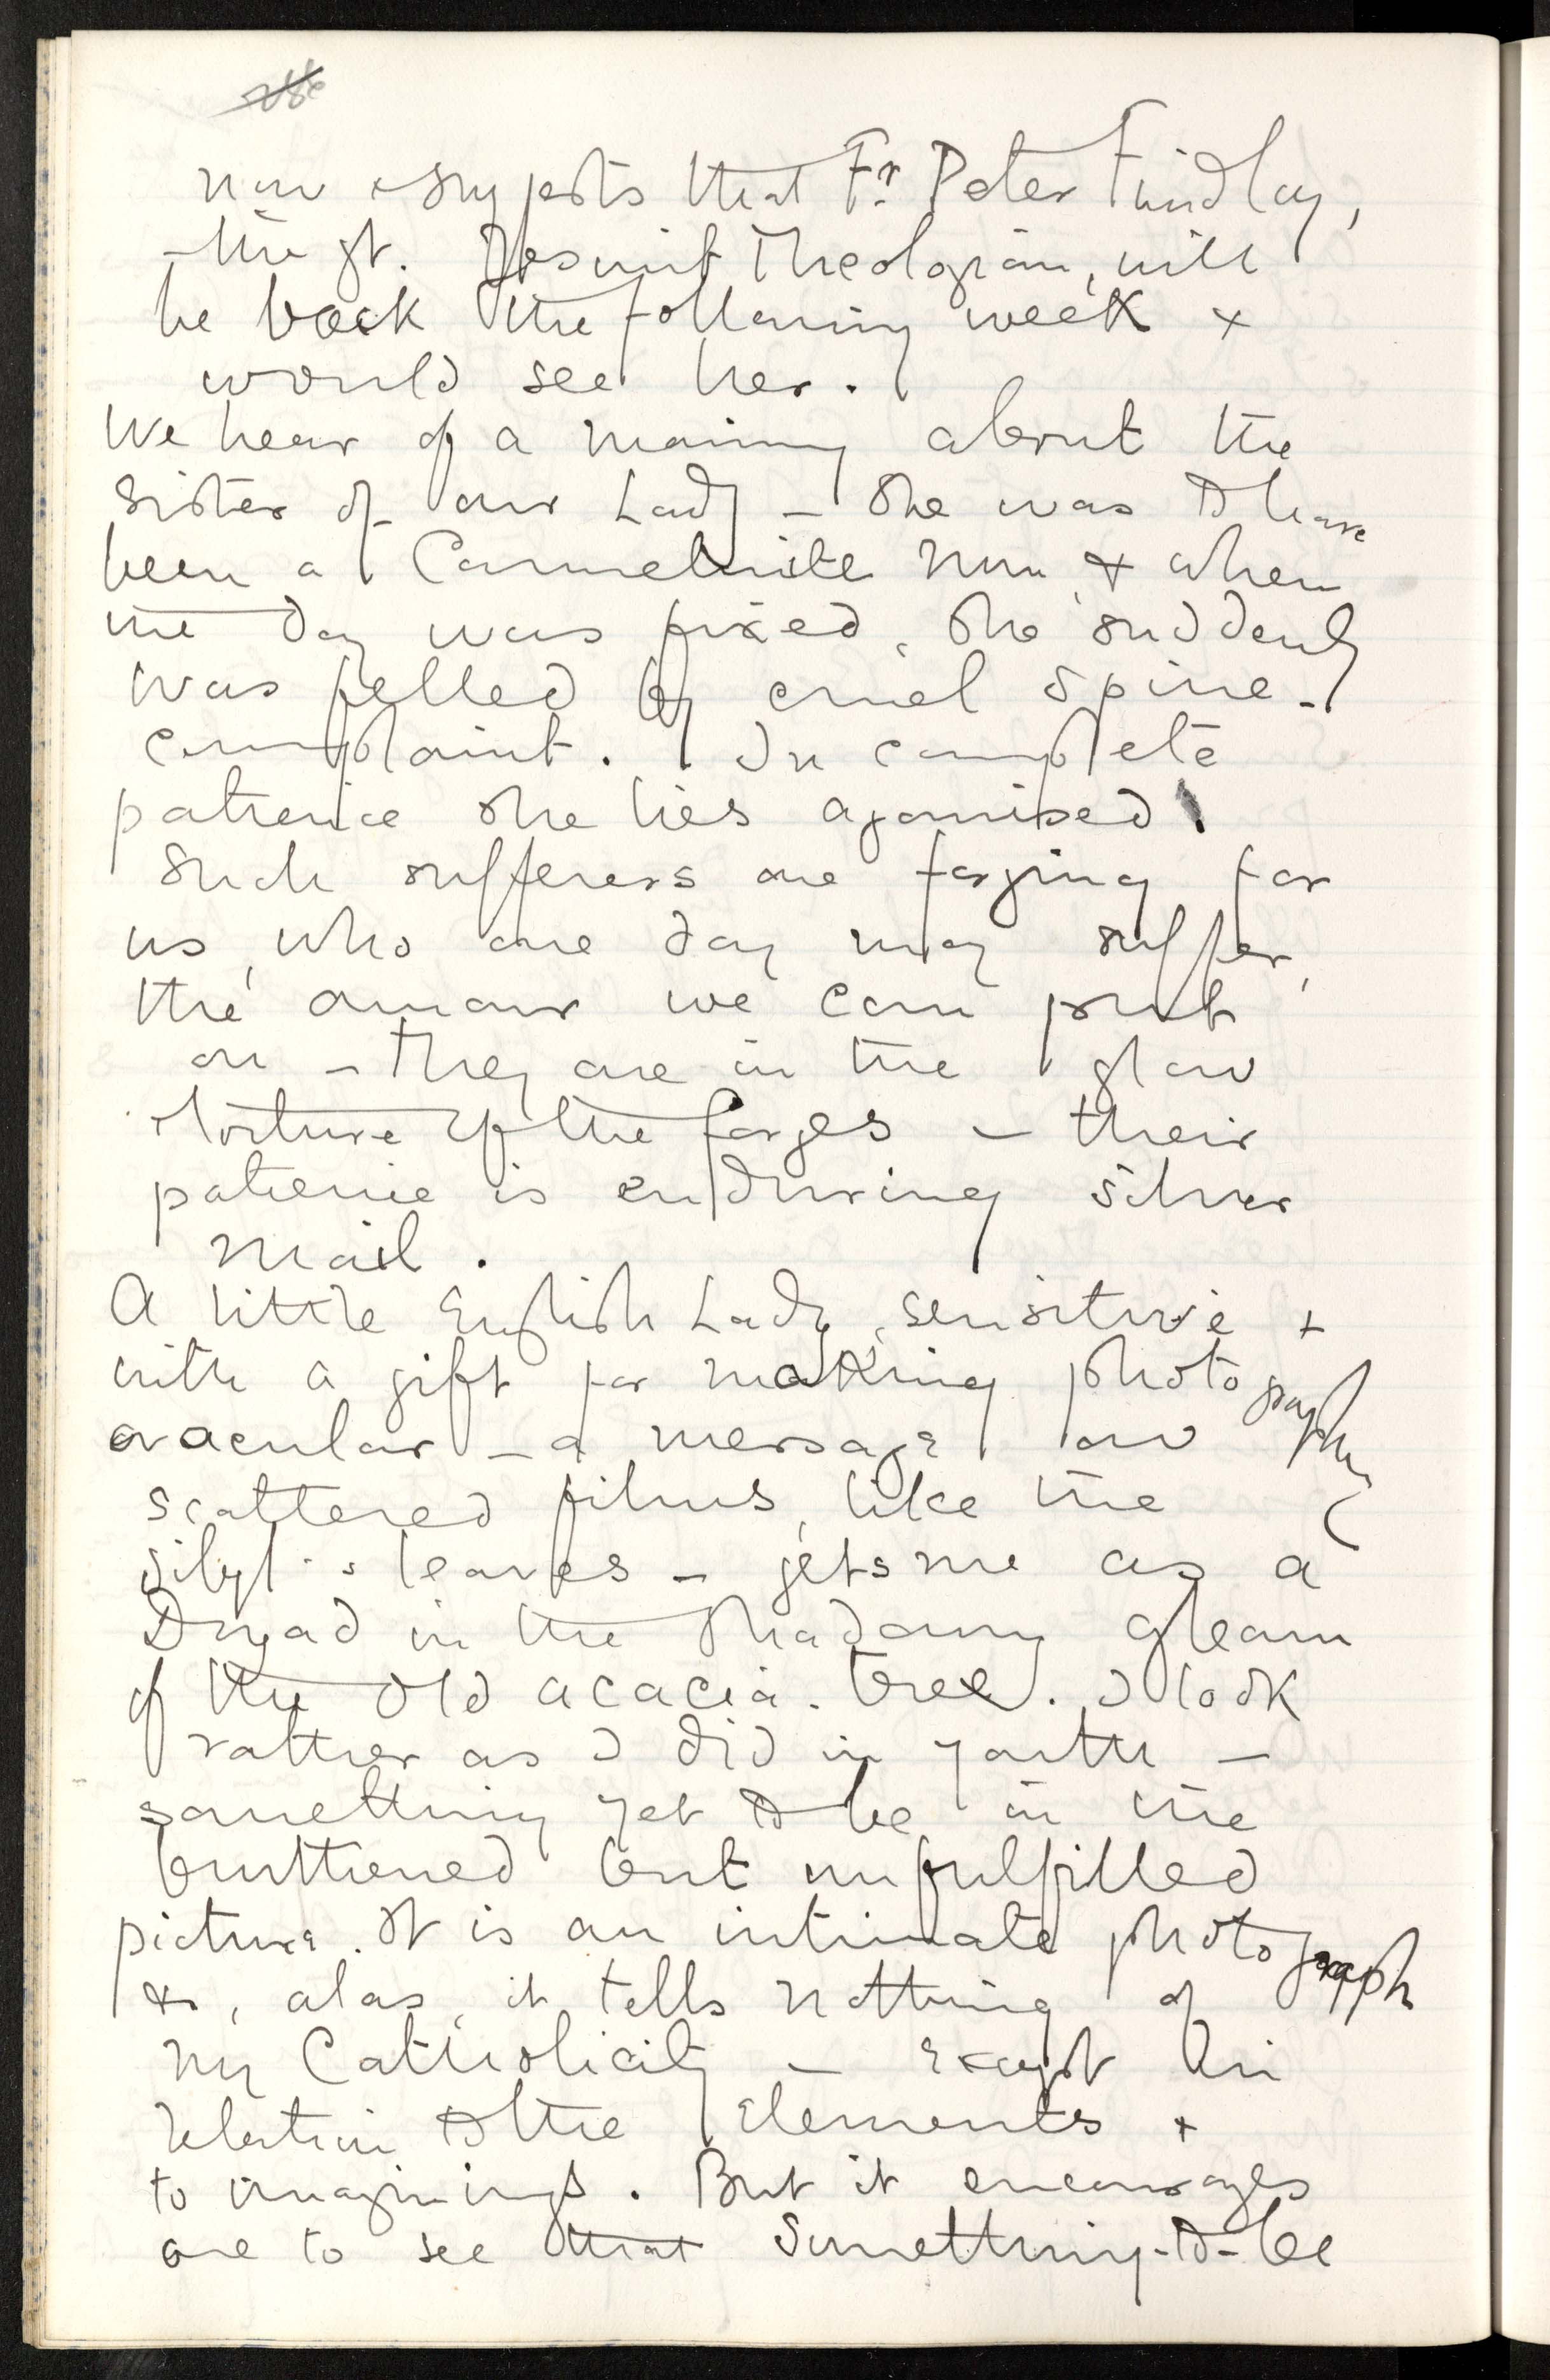 now & suggests that Fr. Peter Findlay,
the gt. Jesuit Theologian, will
be back the following week &
would see her.
We hear of a maiming about the
Sister of our Lady – she was to have
been a Carmelite nun, & when
the day was fixed, she suddenly
was felled by cruel spine-
complaint. In complete
patience she lies agonised!
Such sufferers are forging for
us, who one day may suffer,
the armour we can put
on – they are in the glow
torture of the forges – their
patience is enduring silver
mail.
A little English Lady, sensitive &
with a gift for making photography
oracular – a message on
scattered films, like the
sibyl's leaves – gets me as a
Dryad in the shadowy gleam
of the old acacia-tree. I look
rather as I did in youth –
something yet to be in the
but unfulfilled
picture. It is an intimate photograph
&, alas, it tells nothing of
my Catholicity – except in
relation to the Elements &
to imaginings. But it encourages
one to see that Something-to-be